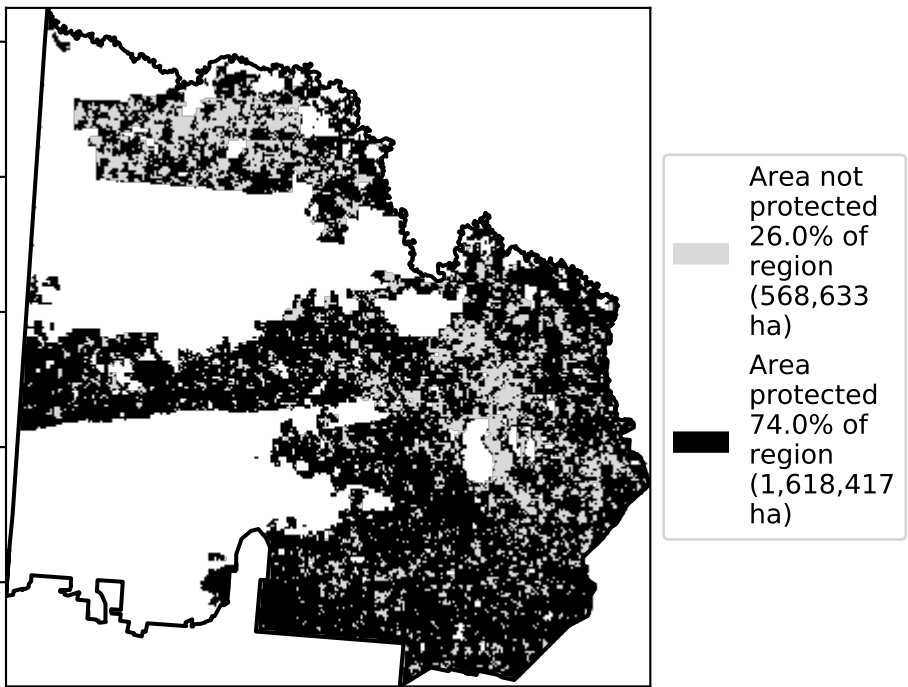 Area not
protected
26.0% of
region
(568,633
ha)
Area
protected
74.0% of
region
(1,618,417
ha)